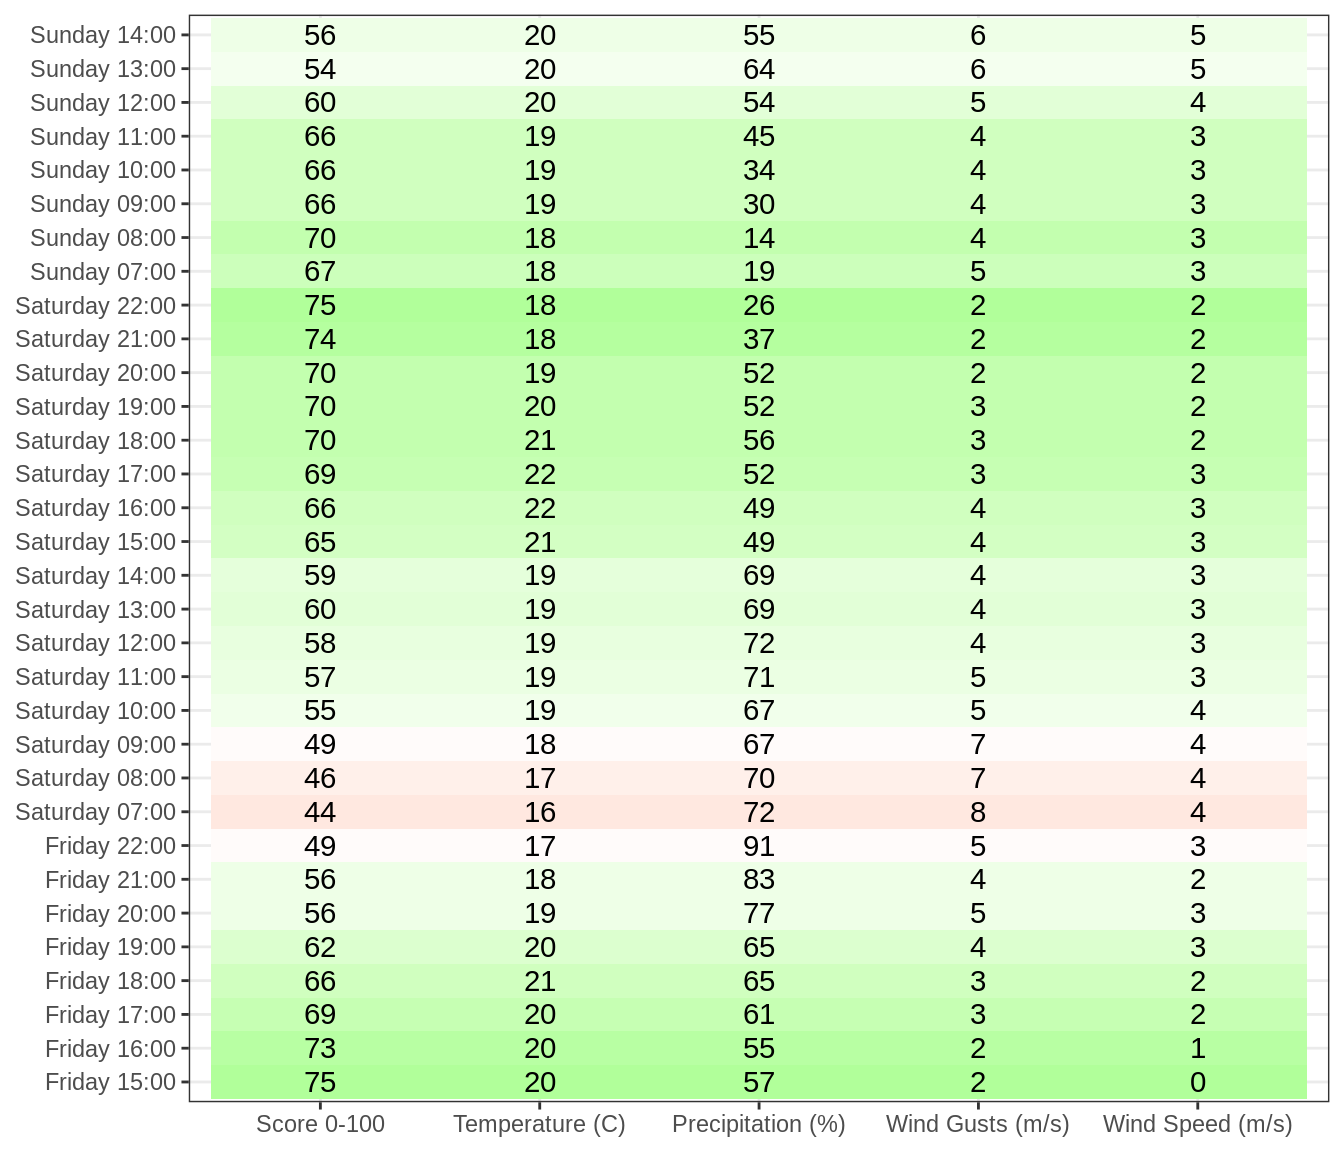 Sunday 14:00 56 20 55 6 5
Sunday 13:00 54 20 64 6 5
Sunday 12:00 60 20 54 5 4
Sunday 11:00 66 19 45 4 3
Sunday 10:00 66 19 34 4 3
Sunday 09:00 66 19 30 4 3
Sunday 08:00 70 18 14 4 3
Sunday 07:00 67 18 19 5 3
Saturday 22:00 75 18 26 2 2
Saturday 21:00 74 18 37 2 2
Saturday 20:00 70 19 52 2 2
Saturday 19:00 70 20 52 3 2
Saturday 18:00 70 21 56 3 2
Saturday 17:00 69 22 52 3 3
Saturday 16:00 66 22 49 4 3
Saturday 15:00 65 21 49 4 3
Saturday 14:00 59 19 69 4 3
Saturday 13:00 60 19 69 4 3
Saturday 12:00 58 19 72 4 3
Saturday 11:00 57 19 71 5 3
Saturday 10:00 55 19 67 5 4
Saturday 09:00 49 18 67 7 4
Saturday 08:00 46 17 70 7 4
Saturday 07:00 44 16 72 8 4
Friday 22:00 49 17 91 5 3
Friday 21:00 56 18 83 4 2
Friday 20:00 56 19 77 5 3
Friday 19:00 62 20 65 4 3
Friday 18:00 66 21 65 3 2
Friday 17:00 69 20 61 3 2
Friday 16:00 73 20 55 2 1
Friday 15:00 75 20 57 2 0
Score 0-100 Temperature (C) Precipitation (%) Wind Gusts (m/s) Wind Speed (m/s)